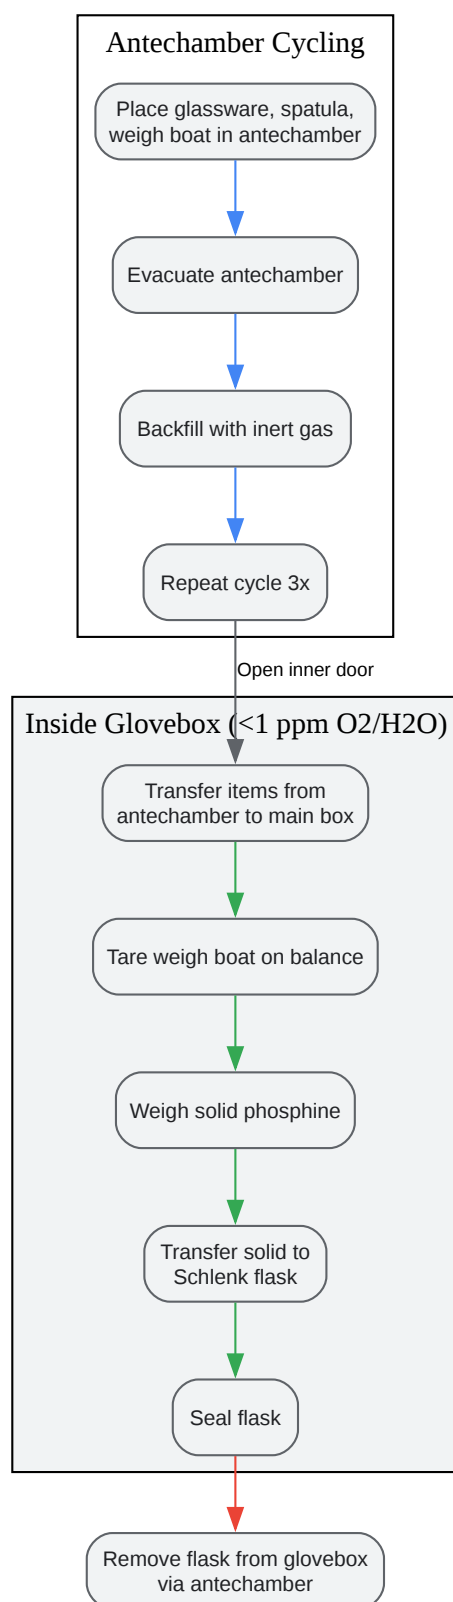 Antechamber Cycling
Place glassware, spatula,
weigh boat in antechamber
Evacuate antechamber
Backfill with inert gas
Repeat cycle 3x
Open inner door
Inside Glovebox (<1 ppm O2/H2O)
Transfer items from
antechamber to main box
Tare weigh boat on balance
Weigh solid phosphine
Transfer solid to
Schlenk flask
Seal flask
Remove flask from glovebox
via antechamber